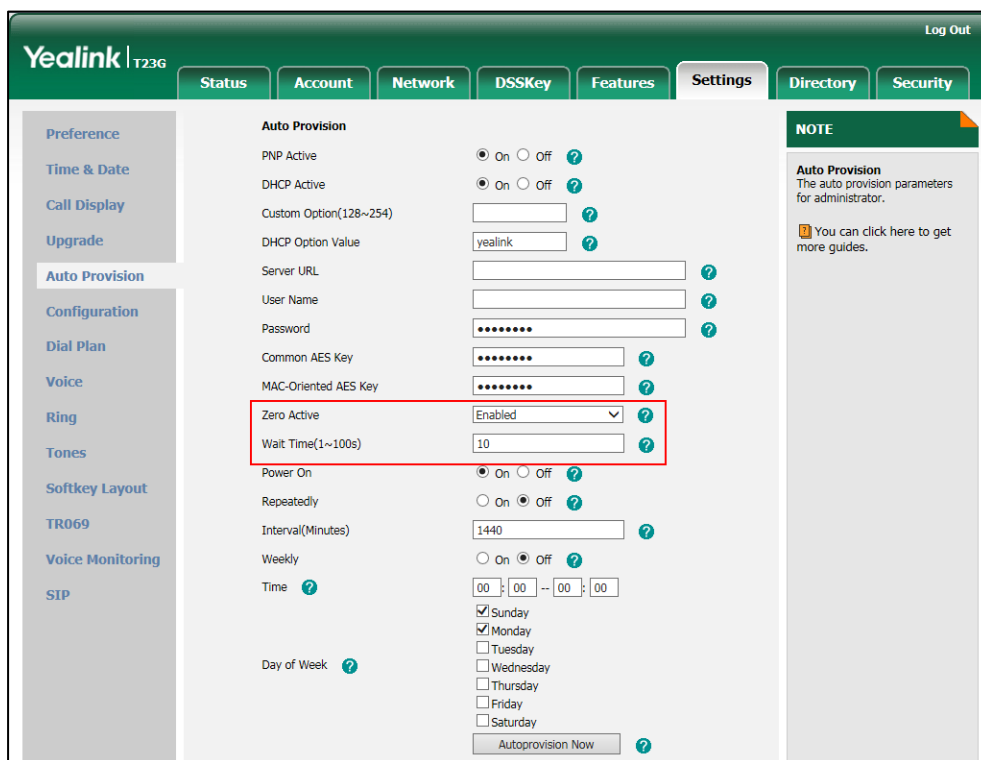 Log Out
Yealink T23G
Status Account Network DSSKey Features Settings Directory Security
Preference
Time & Date
Call Display
Upgrade
Auto Provision
Configuration
Dial Plan
Voice
Ring
Tones
Softkey Layout
TR069
Voice Monitoring
SIP
Auto Provision
PNP Active On Off ?
DHCP Active On Off ?
Custom Option(128~254) ?
DHCP Option Value yealink ?
Server URL ?
User Name ?
Password •••••••• ?
Common AES Key •••••••• ?
MAC-Oriented AES Key •••••••• ?
Zero Active Enabled ?
Wait Time(1~100s) 10 ?
Power On On Off ?
Repeatedly On Off ?
Interval(Minutes) 1440 ?
Weekly On Off ?
Time ? 00 : 00 -- 00 : 00
Sunday
Monday
Tuesday
Day of Week ? Wednesday
Thursday
Friday
Saturday
Autoprovision Now ?
NOTE
Auto Provision
The auto provision parameters
for administrator.
? You can click here to get
more guides.